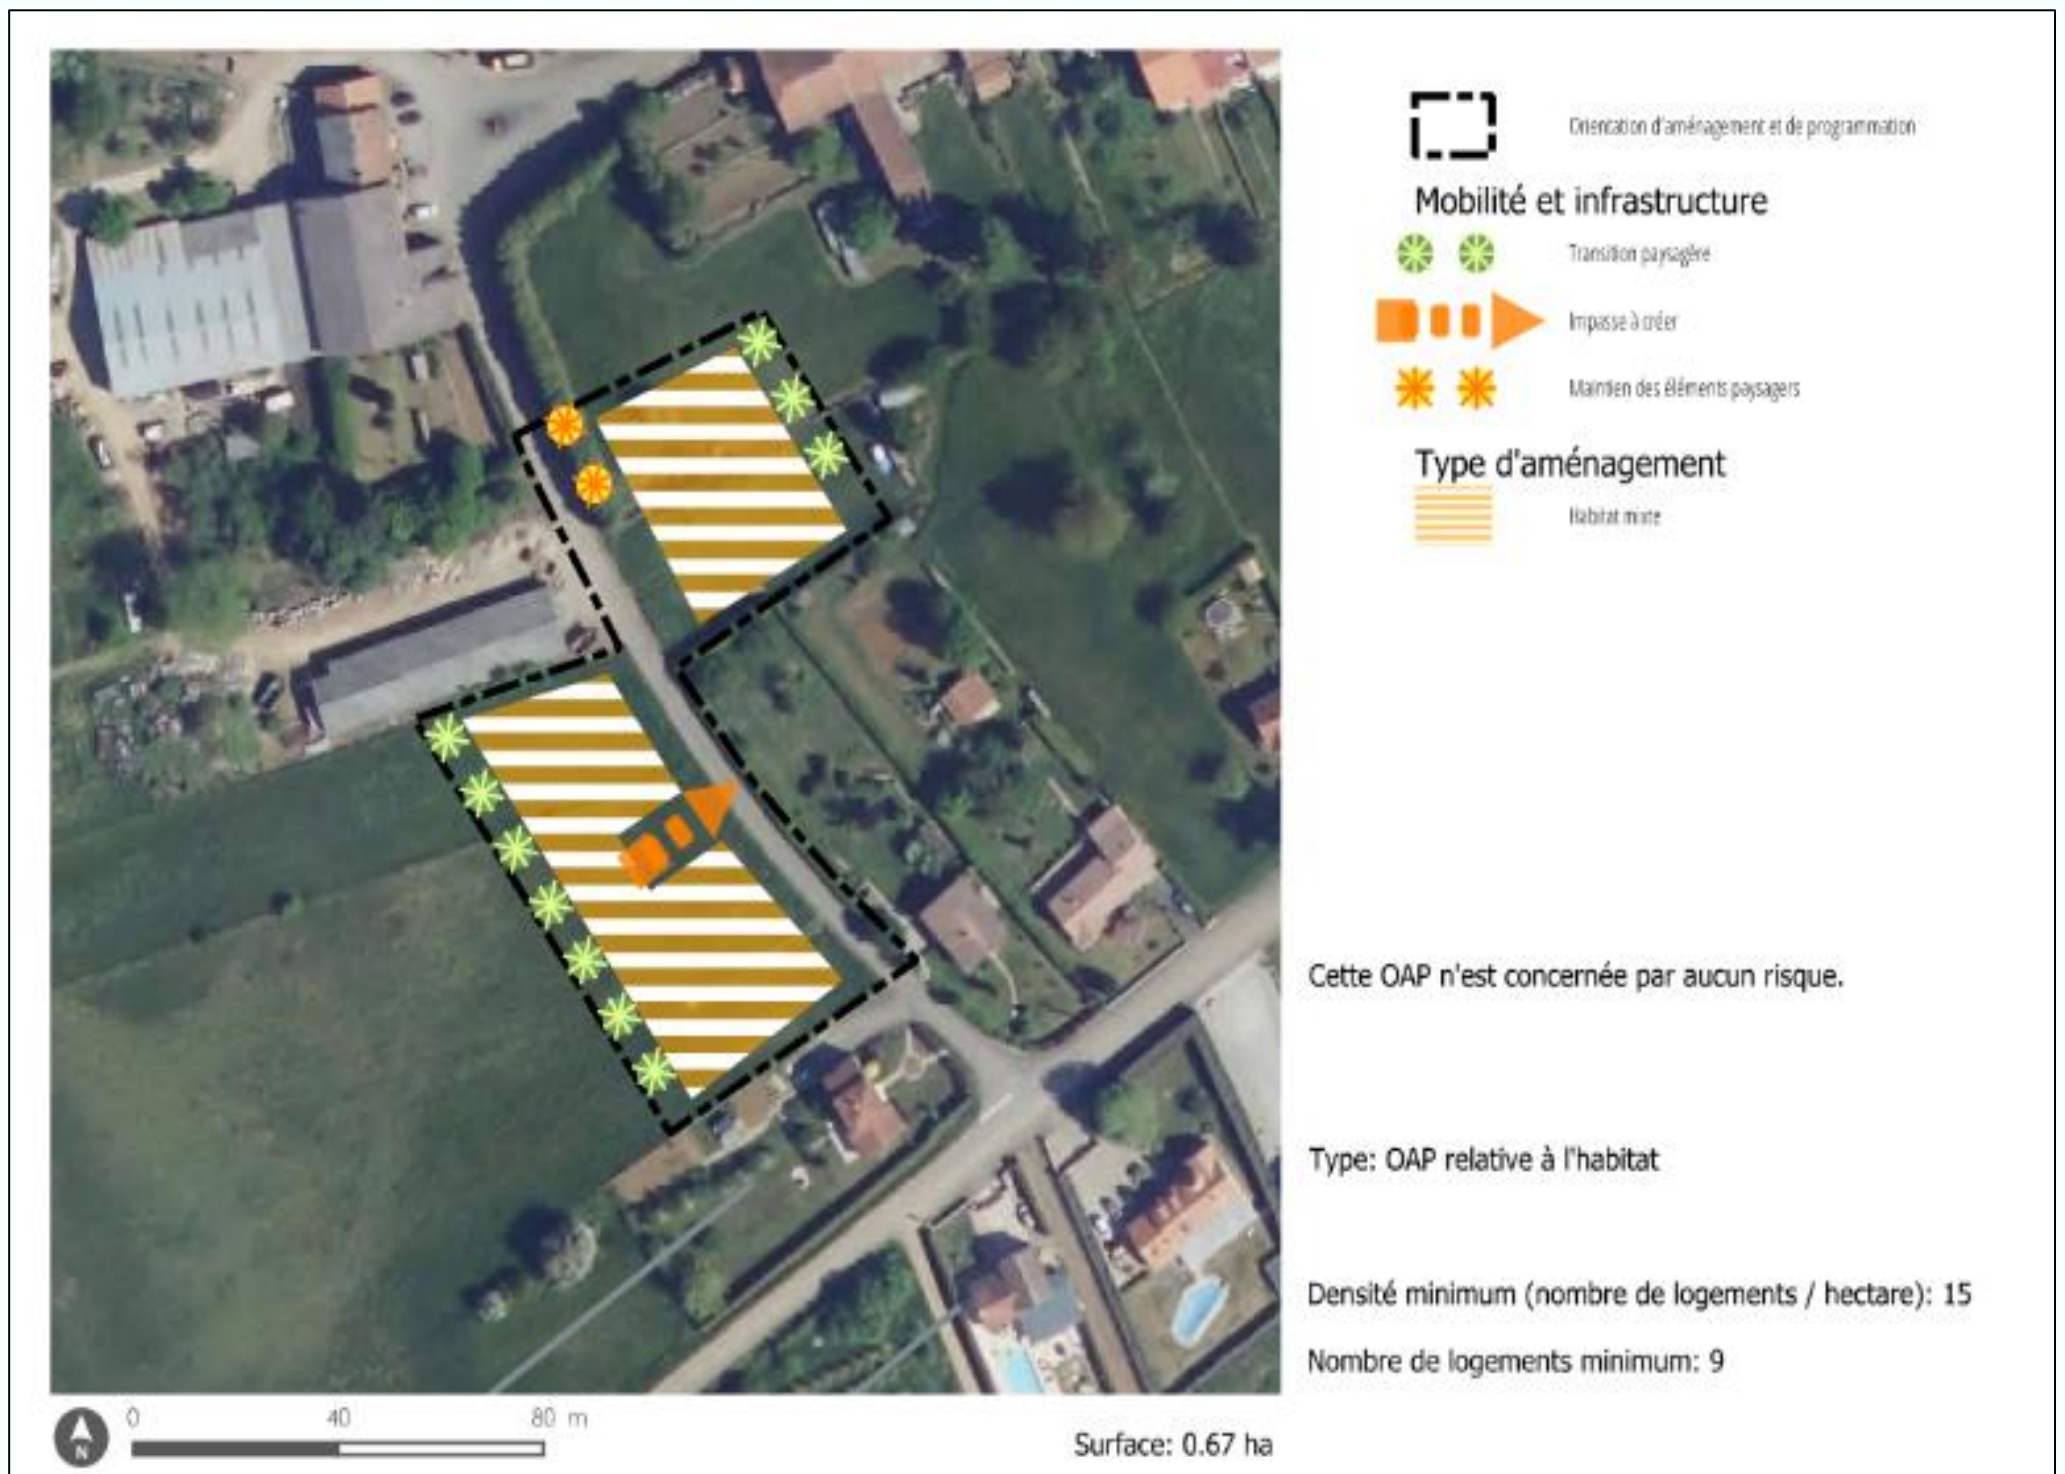 Orientation d'aménagement et de programmation
Mobilité et infrastructure
Transition paysagère
Impasse à créer
Maintien des éléments paysagers
Type d'aménagement
Habitat mixte
Cette OAP n'est concernée par aucun risque.
Type: OAP relative à l'habitat
Densité minimum (nombre de logements / hectare): 15
Nombre de logements minimum: 9
0 40 80 m
N
Surface: 0.67 ha